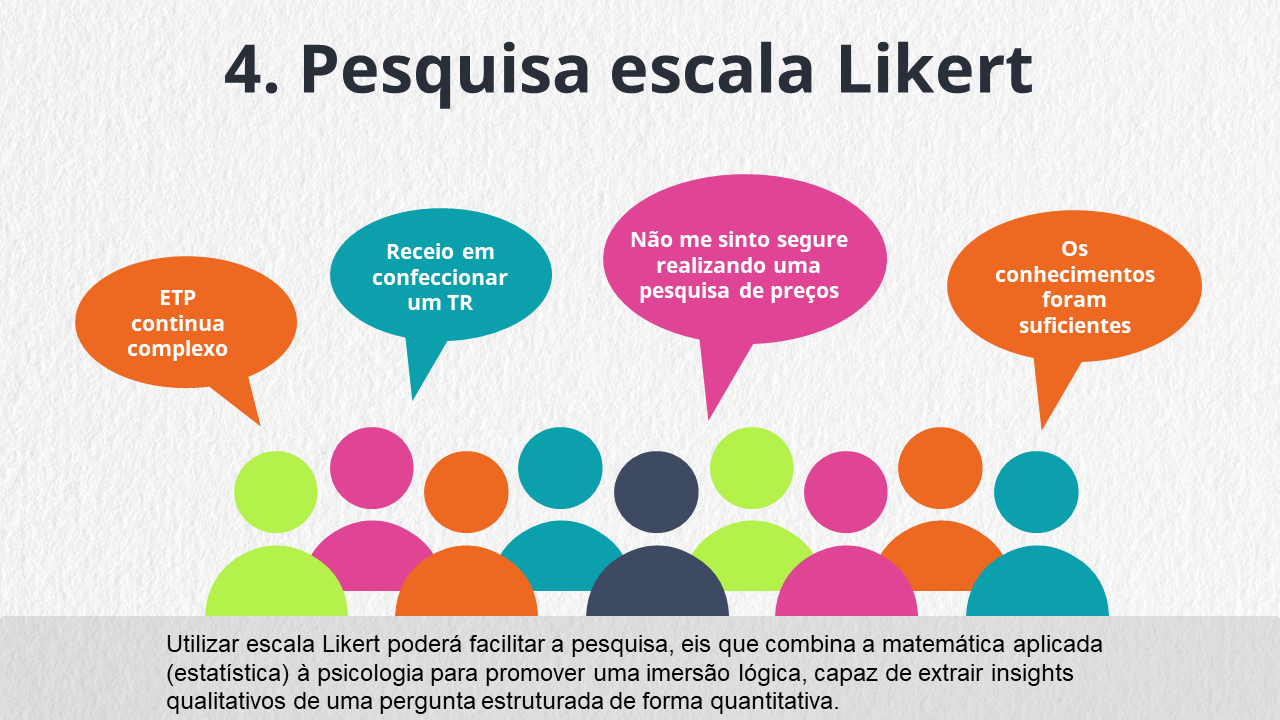 4. Pesquisa escala Likert
ETP
continua
complexo
Receio em
confeccionar
um TR
Não me sinto segure
realizando uma
pesquisa de preços
Os
conhecimentos
foram
suficientes
Utilizar escala Likert poderá facilitar a pesquisa, eis que combina a matemática aplicada
(estatística) à psicologia para promover uma imersão lógica, capaz de extrair insights
qualitativos de uma pergunta estruturada de forma quantitativa.